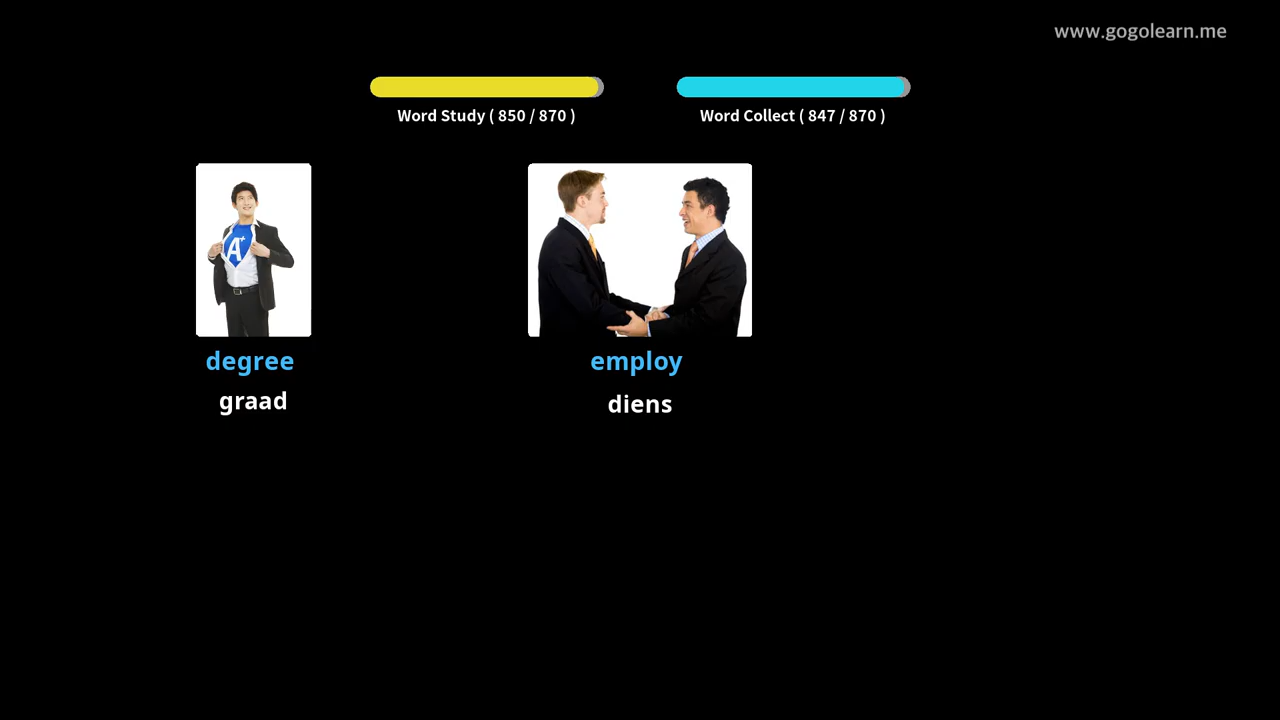 www.gogolearn.me
Word Study ( 850 / 870 )
Word Collect ( 847 / 870 )
A+
degree
employ
graad
diens